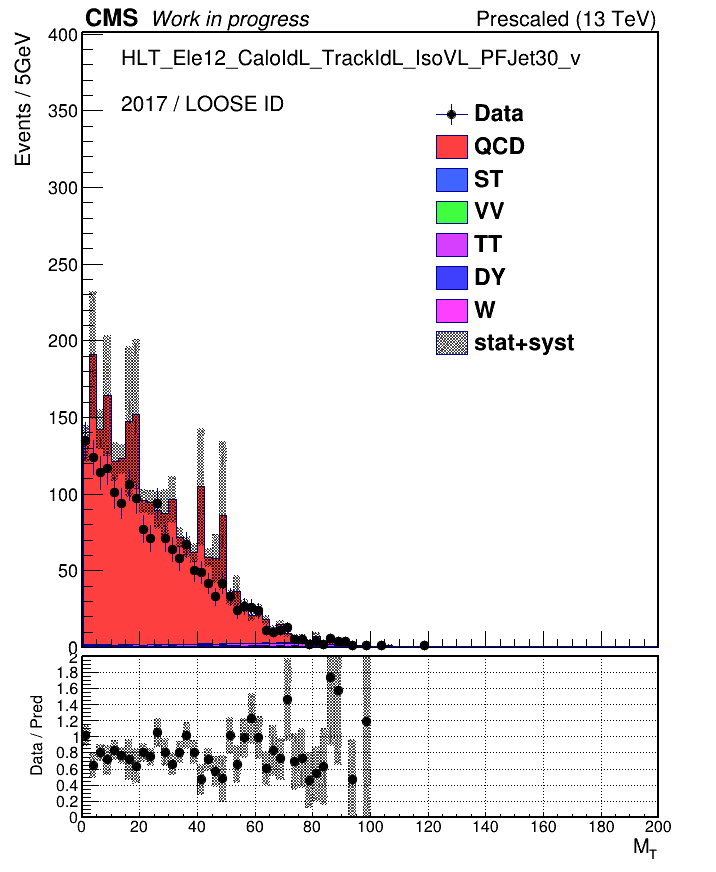 CMS Work in progress Prescaled (13 TeV)
Events / 5GeV
HLT_Ele12_CaloIdL_TrackIdL_IsoVL_PFJet30_v
2017 / LOOSE ID
Data
QCD
ST
VV
TT
DY
W
stat+syst
400
350
300
250
200
150
100
50
0
Data / Pred
2
1.8
1.6
1.4
1.2
1
0.8
0.6
0.4
0.2
0
0 20 40 60 80 100 120 140 160 180 200
M_T